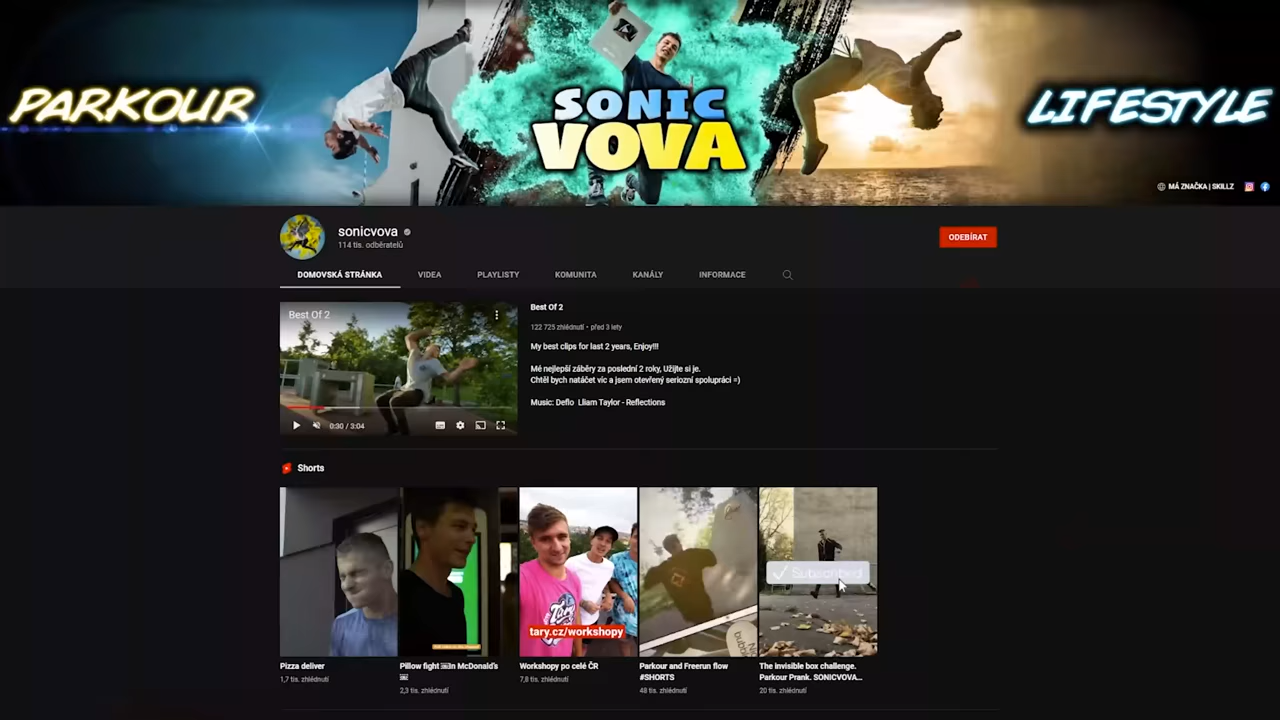 PARKOUR
SONIC
VOVA
LIFESTYLE
MÁ ZNAČKA | SKILLZ
sonicvova
114 tis. odběratelů
ODEBÍRAT
DOMOVSKÁ STRÁNKA VIDEA PLAYLISTY KOMUNITA KANÁLY INFORMACE
Best Of 2
0:30 / 3:04
Best Of 2
122 725 zhlédnutí • před 3 lety
My best clips for last 2 years, Enjoy!!!
Mé nejlepší záběry za poslední 2 roky, Užijte si je.
Chtěl bych natáčet víc a jsem otevřený seriozní spolupráci =)
Music: Deflo Lliam Taylor - Reflections
Shorts
Tary
tary.cz/workshopy
Subscribed
Pizza deliver
1,7 tis. zhlédnutí
Pillow fight In McDonald's
2,3 tis. zhlédnutí
Workshopy po celé ČR
7,8 tis. zhlédnutí
Parkour and Freerun flow
#SHORTS
48 tis. zhlédnutí
The invisible box challenge.
Parkour Prank. SONICVOVA...
20 tis. zhlédnutí